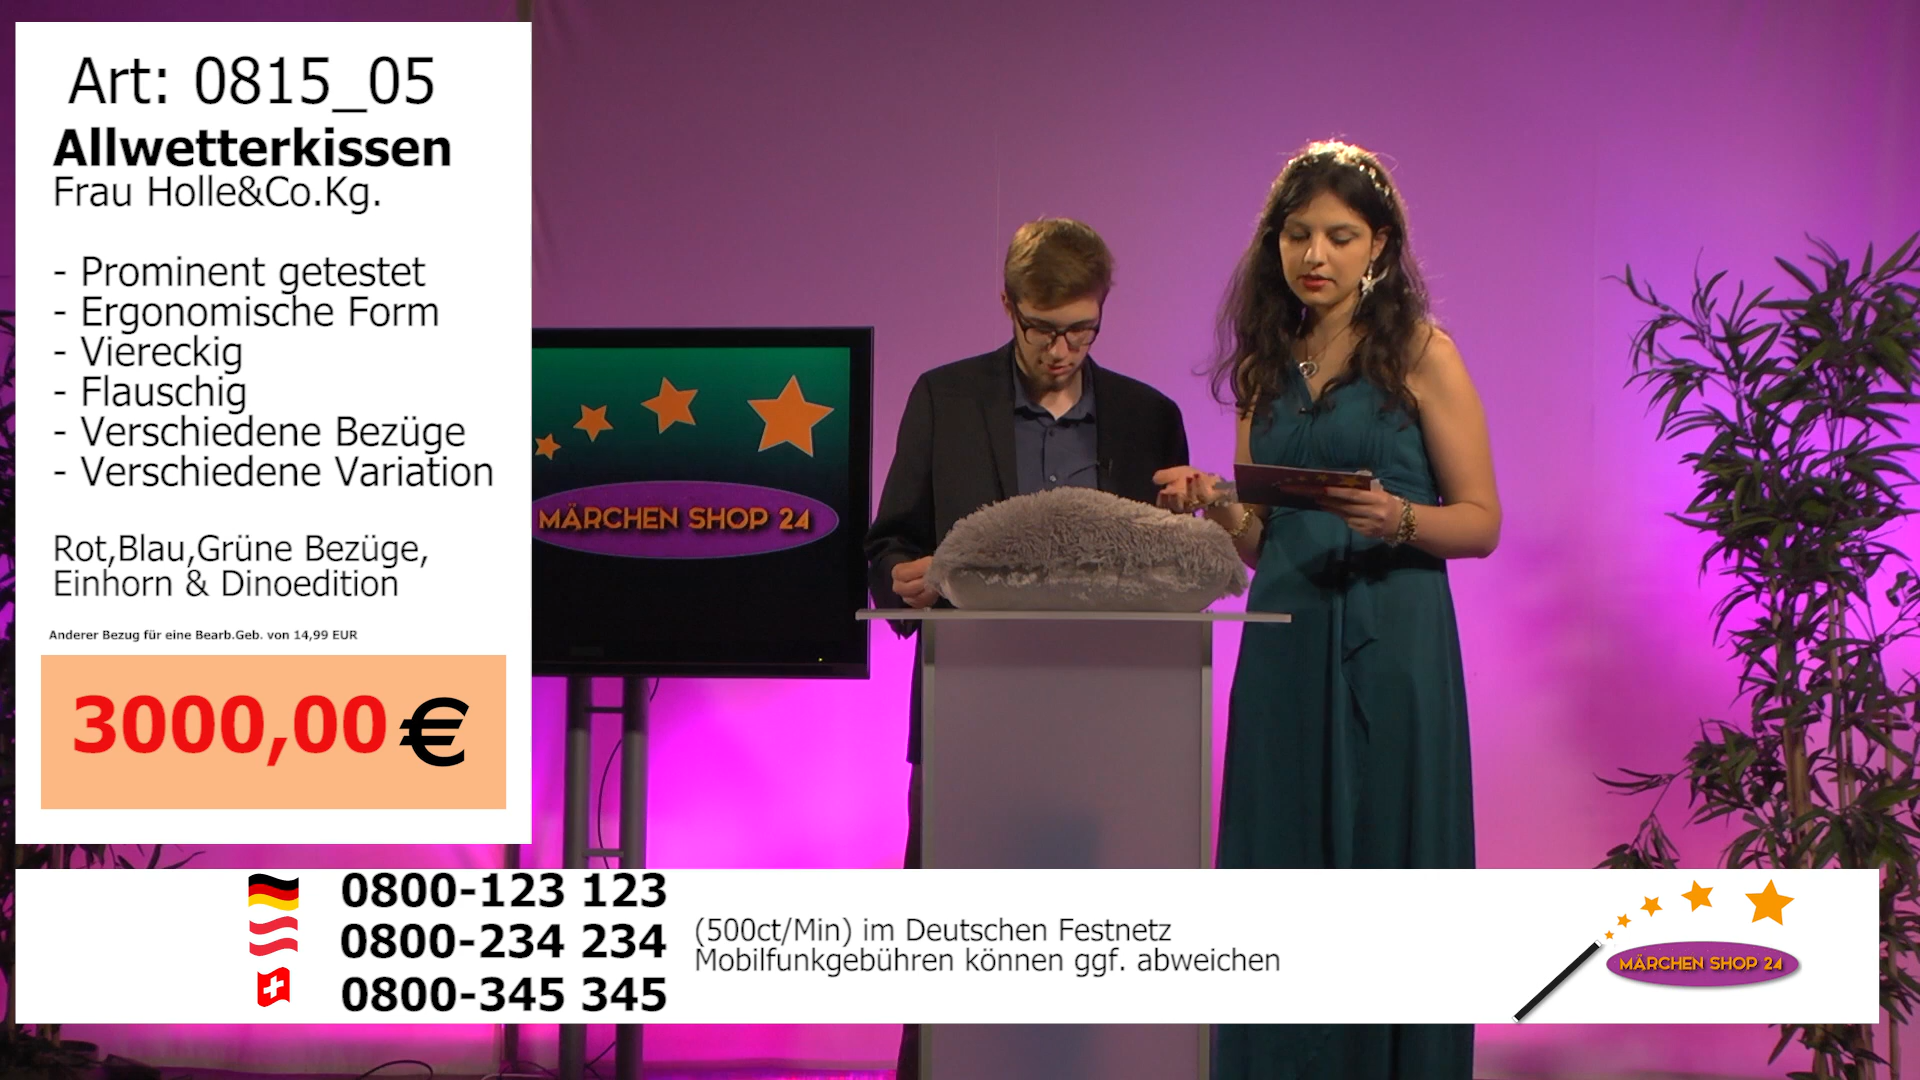 Art: 0815_05
Allwetterkissen
Frau Holle&Co.Kg.
- Prominent getestet
- Ergonomische Form
- Viereckig
- Flauschig
- Verschiedene Bezüge
- Verschiedene Variation
Rot,Blau,Grüne Bezüge,
Einhorn & Dinoedition
Anderer Bezug für eine Bearb.Geb. von 14,99 EUR
3000,00€
MÄRCHEN SHOP 24
0800-123 123
0800-234 234
0800-345 345
(500ct/Min) im Deutschen Festnetz
Mobilfunkgebühren können ggf. abweichen
MÄRCHEN SHOP 24